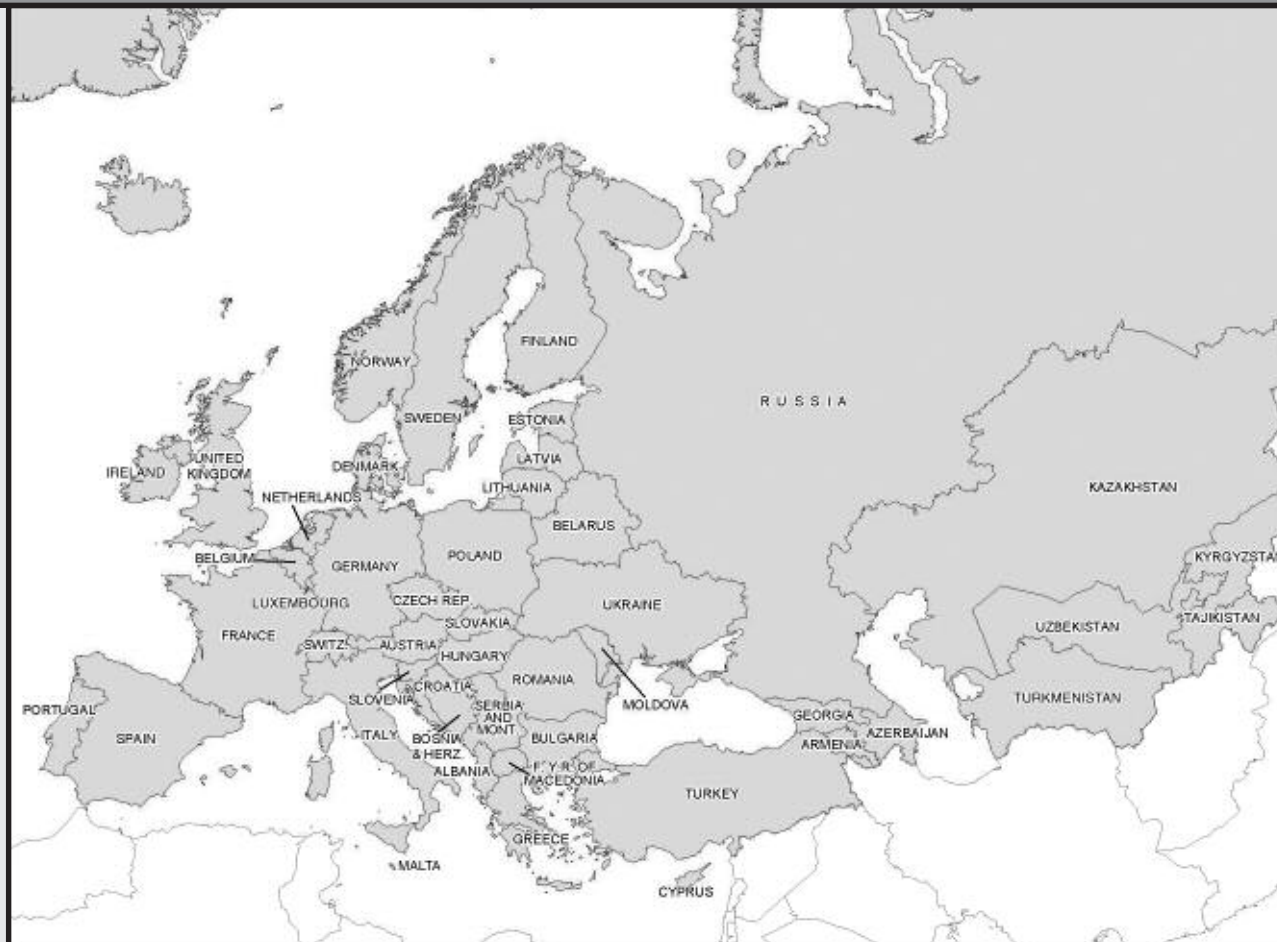 FINLAND
NORWAY
RUSSIA
SWEDEN
ESTONIA
LATVIA
UNITED
KINGDOM
IRELAND
DENMARK
LITHUANIA
KAZAKHSTAN
NETHERLANDS
BELARUS
BELGIUM
GERMANY
POLAND
KYRGYZSTAN
CZECH REP.
LUXEMBOURG
UKRAINE
SLOVAKIA
TAJIKISTAN
UZBEKISTAN
FRANCE
SWITZ.
AUSTRIA
HUNGARY
ROMANIA
CROATIA
SLOVENIA
TURKMENISTAN
MOLDOVA
PORTUGAL
SERBIA
AND
MONT.
GEORGIA
AZERBAIJAN
SPAIN
ITALY
BOSNIA
& HERZ.
BULGARIA
ARMENIA
ALBANIA
F. Y. R. OF
MACEDONIA
TURKEY
GREECE
MALTA
CYPRUS